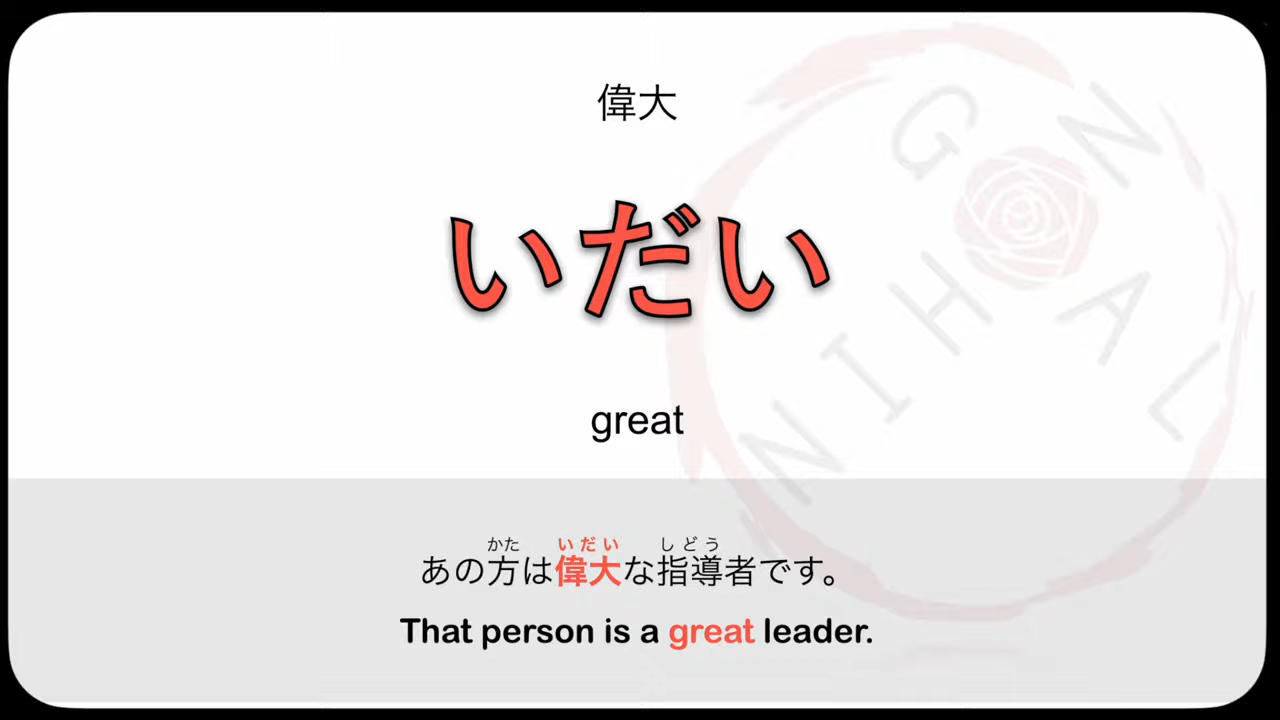 偉大
いだい
great
かた いだい しどう
あの方は偉大な指導者です。
That person is a great leader.
NIHONGONAL